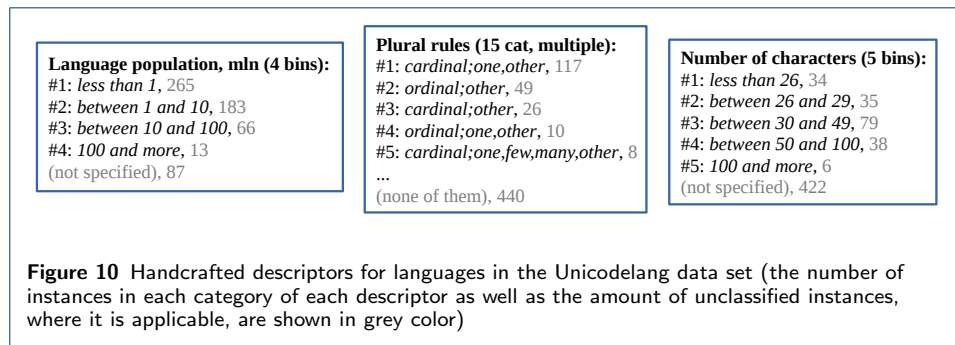 Language population, mln (4 bins):
#1: less than 1, 265
#2: between 1 and 10, 183
#3: between 10 and 100, 66
#4: 100 and more, 13
(not specified), 87
Plural rules (15 cat, multiple):
#1: cardinal;one,other, 117
#2: ordinal;other, 49
#3: cardinal;other, 26
#4: ordinal;one,other, 10
#5: cardinal;one,few,many,other, 8
...
(none of them), 440
Number of characters (5 bins):
#1: less than 26, 34
#2: between 26 and 29, 35
#3: between 30 and 49, 79
#4: between 50 and 100, 38
#5: 100 and more, 6
(not specified), 422
Figure 10 Handcrafted descriptors for languages in the Unicodelang data set (the number of
instances in each category of each descriptor as well as the amount of unclassified instances,
where it is applicable, are shown in grey color)